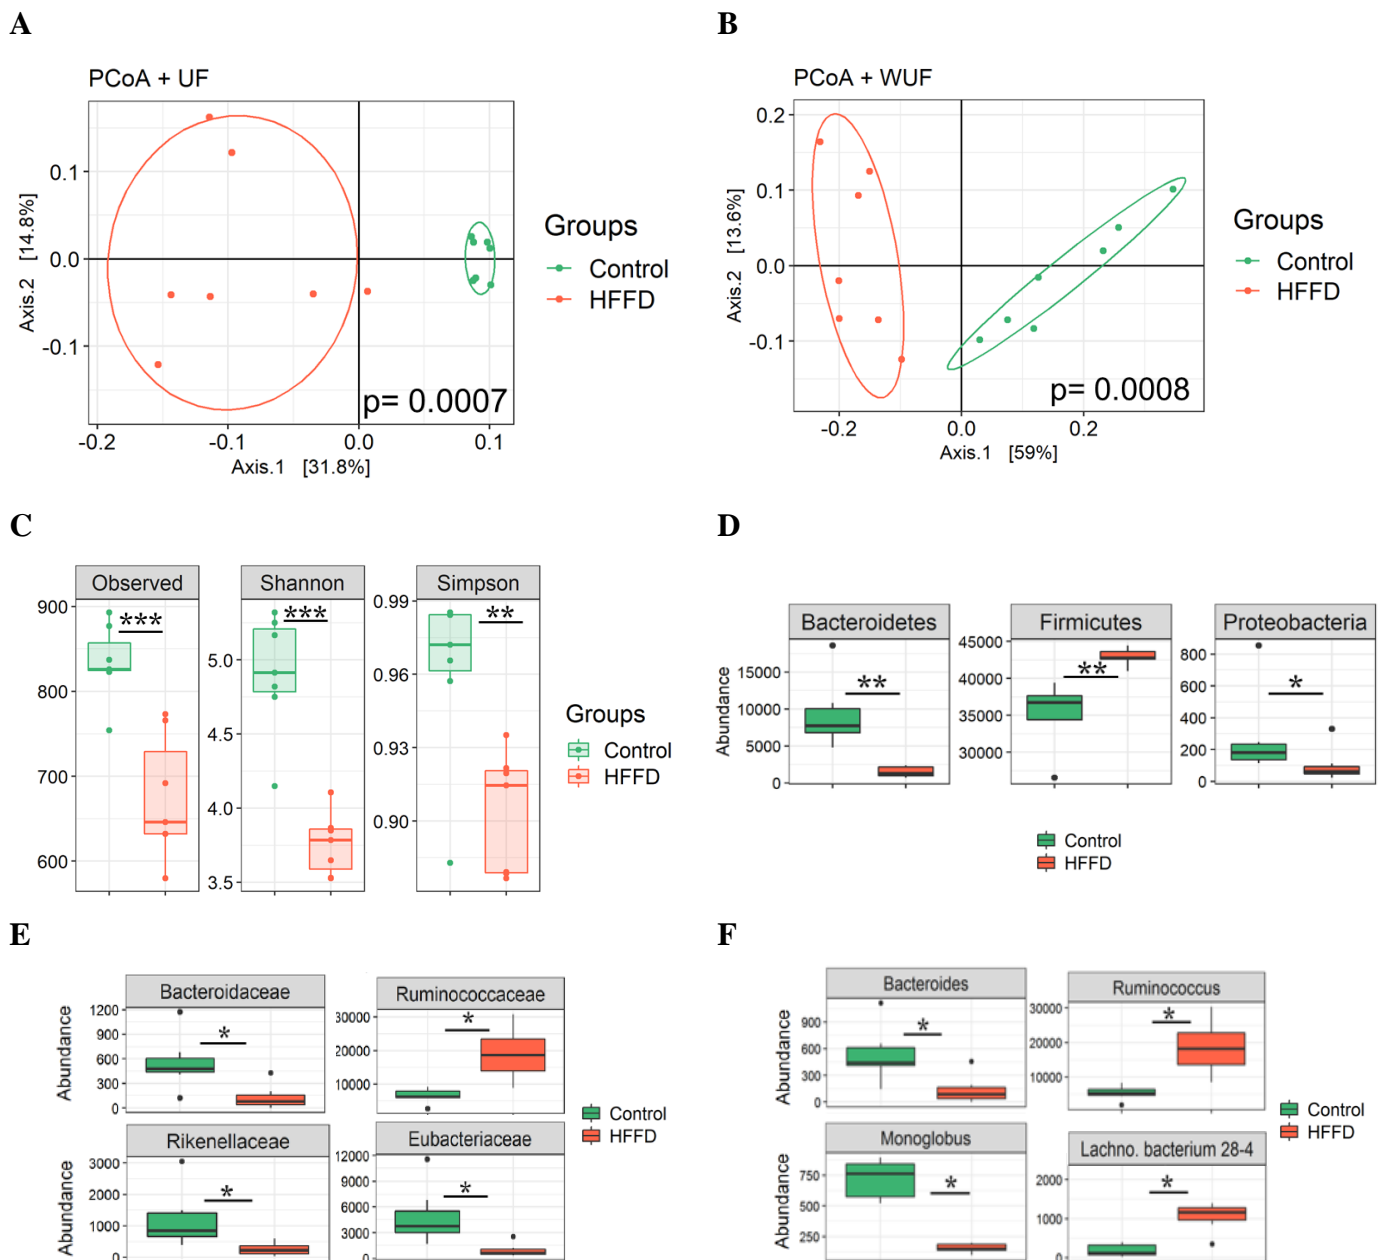 A
B
PCoA + UF
PCoA + WUF
0.1
0.0
-0.1
Axis.2 [14.8%]
-0.2
-0.1
0.0
0.1
Axis.1 [31.8%]
p= 0.0007
Groups
Control
HFFD
0.2
0.1
0.0
-0.1
Axis.2 [13.6%]
-0.2
0.0
0.2
Axis.1 [59%]
p= 0.0008
Groups
Control
HFFD
C
D
Observed
Shannon
Simpson
900
800
700
600
***
5.0
4.5
4.0
3.5
***
0.99
0.96
0.93
0.90
**
Groups
Control
HFFD
Bacteroidetes
Firmicutes
Proteobacteria
Abundance
15000
10000
5000
0
**
45000
40000
35000
30000
**
800
600
400
200
0
*
Control
HFFD
E
F
Bacteroidaceae
Ruminococcaceae
Abundance
1200
900
600
300
0
*
30000
20000
10000
*
Rikenellaceae
Eubacteriaceae
Abundance
3000
2000
1000
0
*
12000
9000
6000
3000
0
*
Control
HFFD
Bacteroides
Ruminococcus
Abundance
900
600
300
0
*
30000
20000
10000
*
Monoglobus
Lachno. bacterium 28-4
Abundance
750
500
250
*
2000
1000
0
*
Control
HFFD